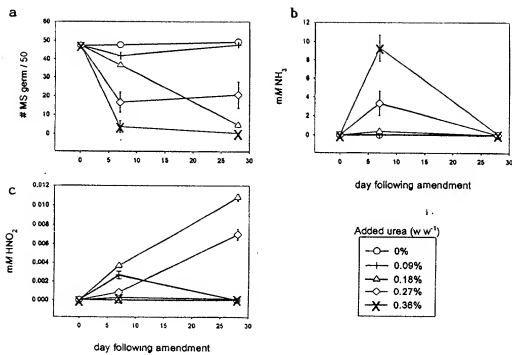 a
# MS germ / 50
60
50
40
30
20
10
0
0 5 10 15 20 25 30
b
mM NH3
12
10
8
6
4
2
0
0 5 10 15 20 25 30
day following amendment
c
mM HNO2
0.012
0.010
0.008
0.006
0.004
0.002
0.000
0 5 10 15 20 25 30
day following amendment
Added urea (w w-1)
0%
0.09%
0.18%
0.27%
0.36%